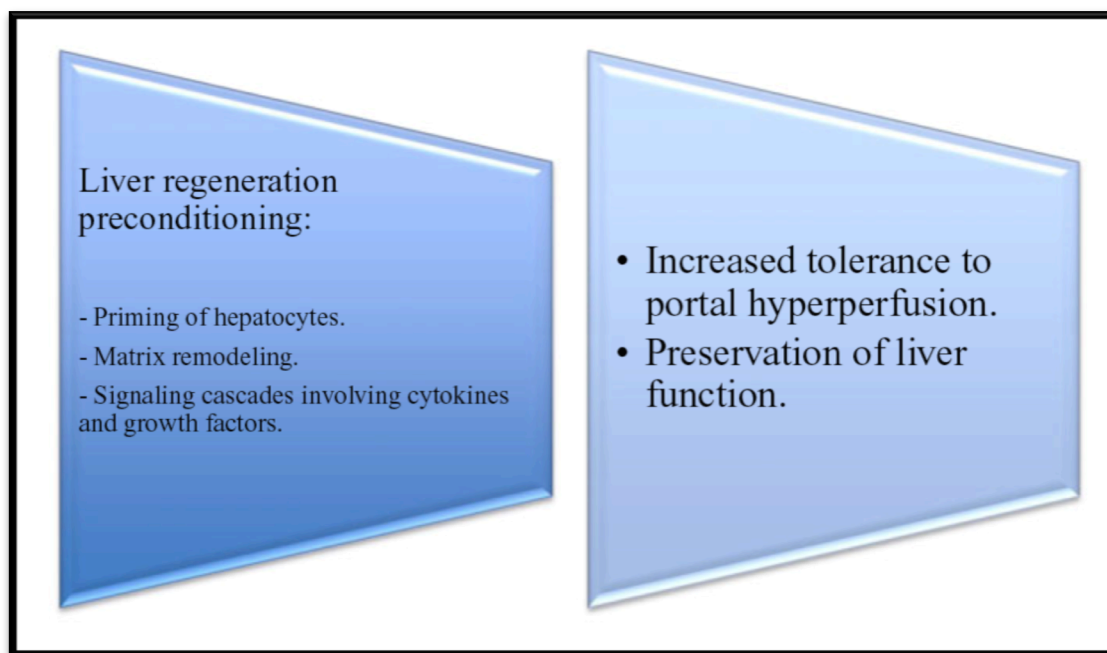 Liver regeneration
preconditioning:
- Priming of hepatocytes.
- Matrix remodeling.
- Signaling cascades involving cytokines
and growth factors.
• Increased tolerance to
portal hyperperfusion.
• Preservation of liver
function.